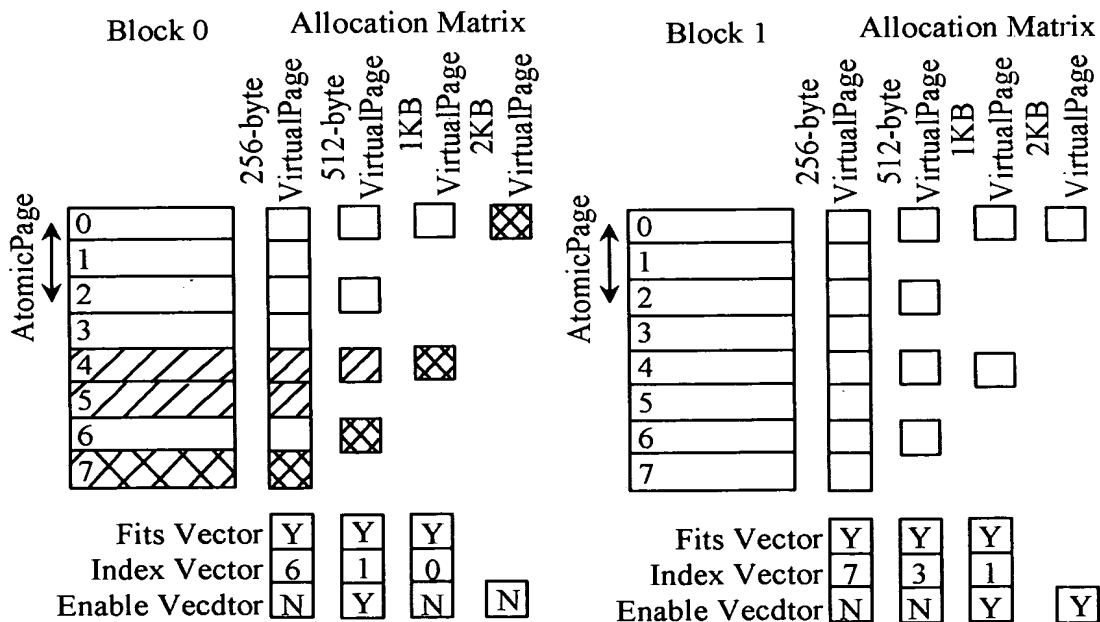 Block 0
Allocation Matrix
256-byte
VirtualPage
512-byte
VirtualPage
1KB
VirtualPage
2KB
VirtualPage
AtomicPage
0
1
2
3
4
5
6
7
Fits Vector Y Y Y
Index Vector 6 1 0
Enable Vecdtor N Y N N
Block 1
Allocation Matrix
256-byte
VirtualPage
512-byte
VirtualPage
1KB
VirtualPage
2KB
VirtualPage
AtomicPage
0
1
2
3
4
5
6
7
Fits Vector Y Y Y
Index Vector 7 3 1
Enable Vecdtor N N Y Y